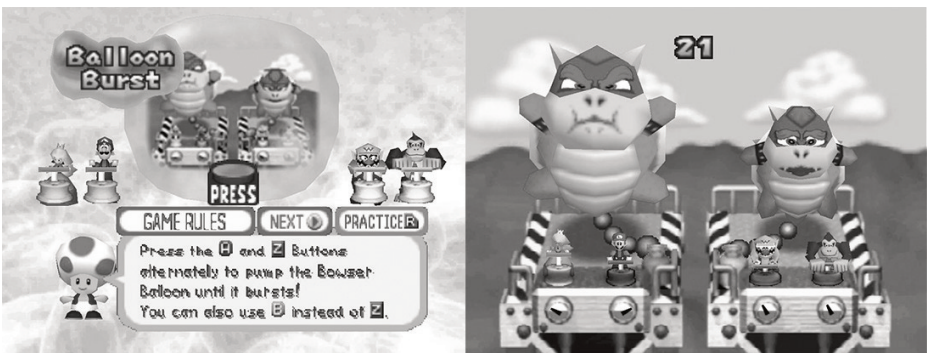 Balloon
Burst
PRESS
GAME RULES NEXT PRACTICE R
Press the A and Z Buttons
alternately to pump the Bowser
Balloon until it bursts!
You can also use B instead of Z.
21